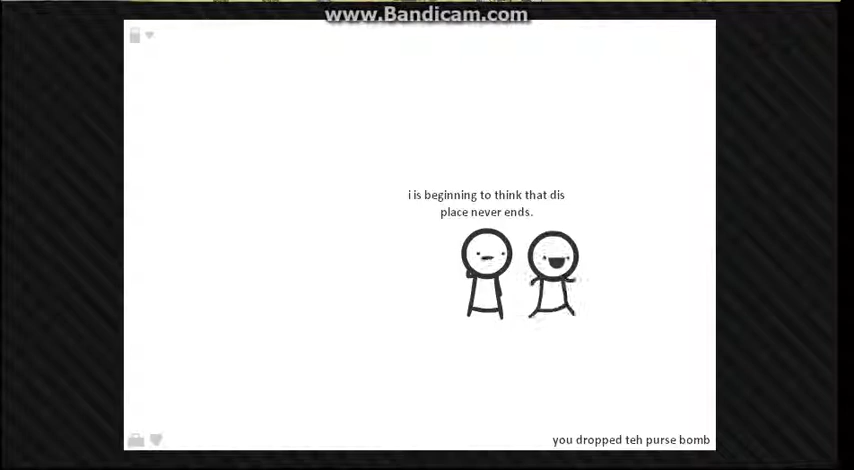 www.Bandicam.com
i is beginning to think that dis
place never ends.
you dropped teh purse bomb